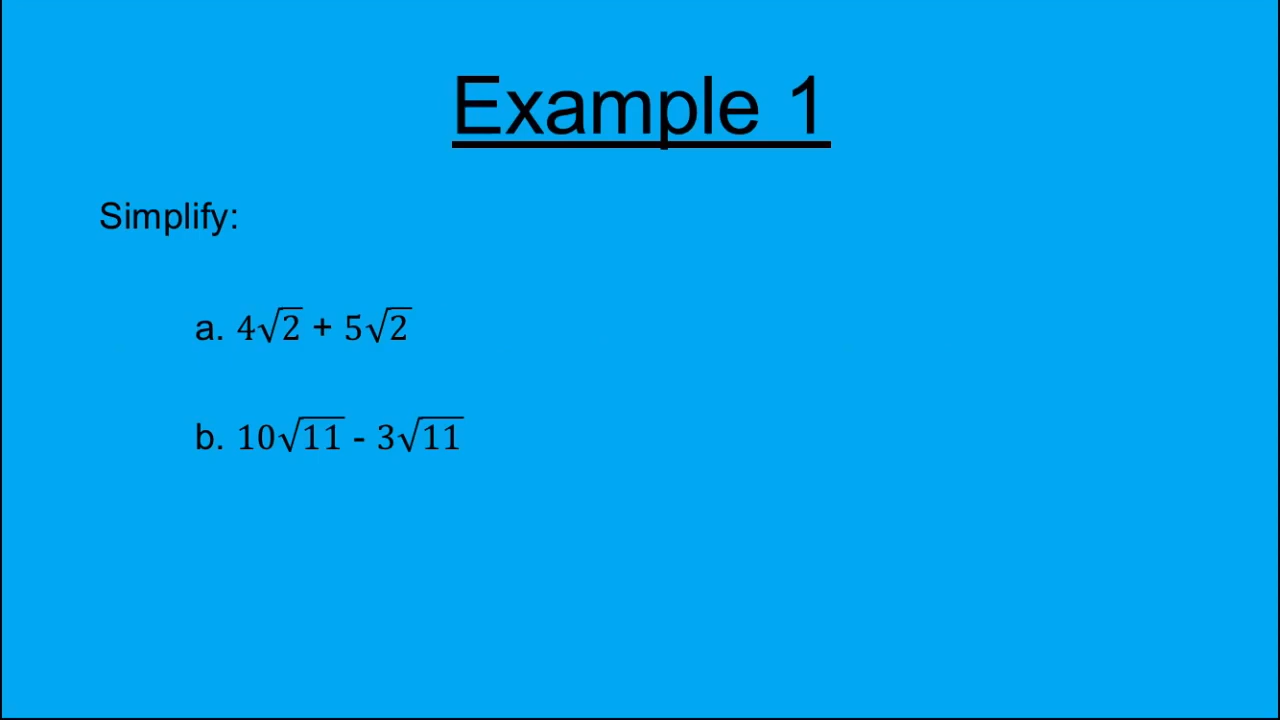 Example 1
Simplify:
a. 4√2 + 5√2
b. 10√11 - 3√11